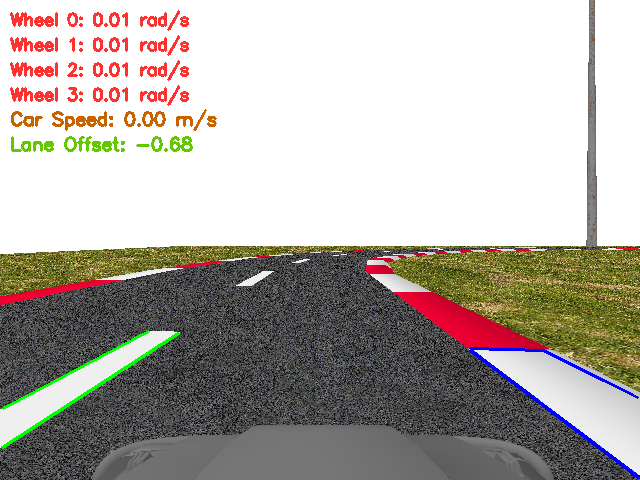 Wheel 0: 0.01 rad/s
Wheel 1: 0.01 rad/s
Wheel 2: 0.01 rad/s
Wheel 3: 0.01 rad/s
Car Speed: 0.00 m/s
Lane Offset: -0.68